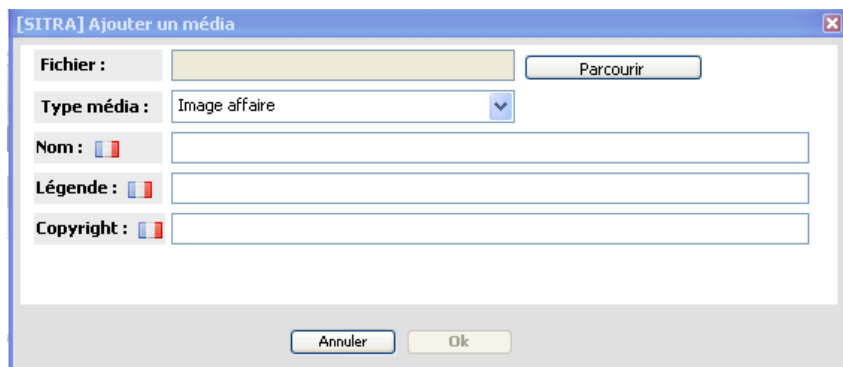 [SITRA] Ajouter un média
Fichier : Parcourir
Type média : Image affaire
Nom :
Légende :
Copyright :
Annuler Ok